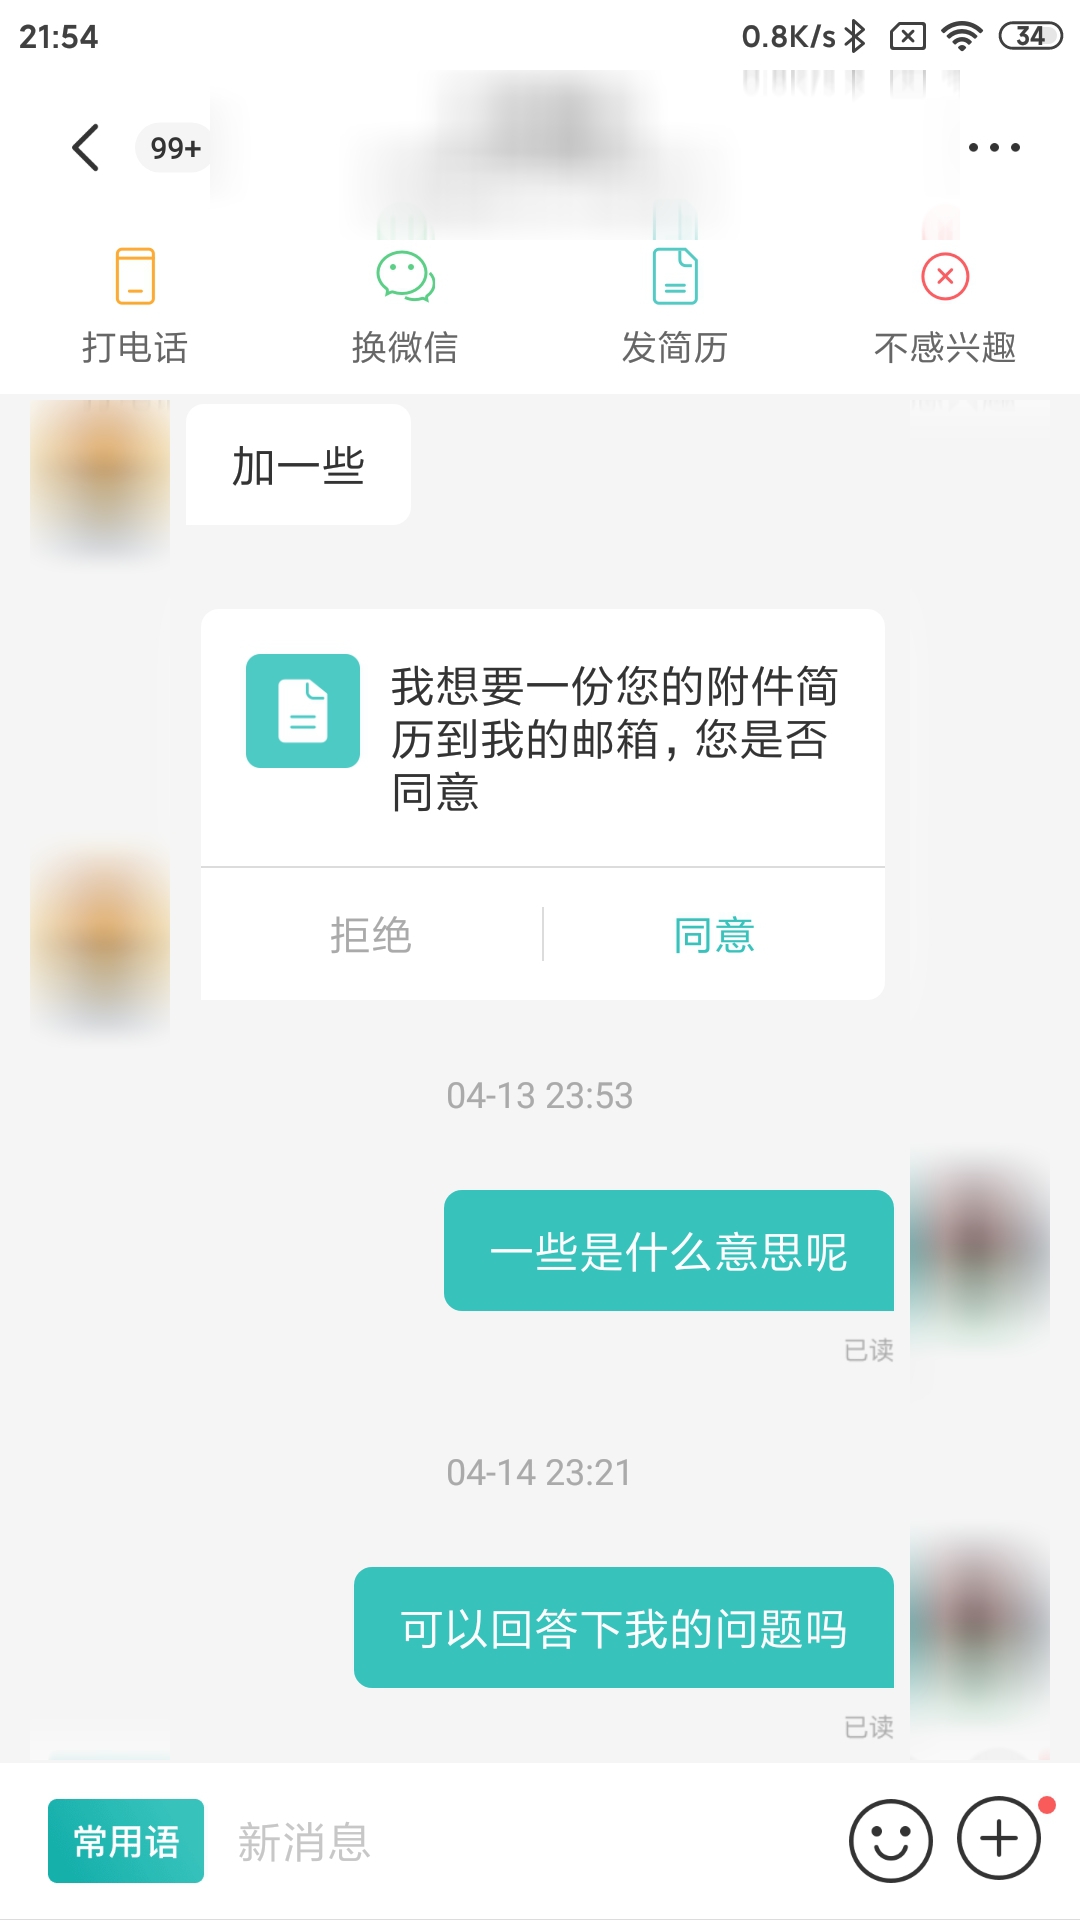 21:54
0.8K/s
34
99+
打电话
换微信
发简历
不感兴趣
加一些
我想要一份您的附件简
历到我的邮箱，您是否
同意
拒绝
同意
04-13 23:53
一些是什么意思呢
已读
04-14 23:21
可以回答下我的问题吗
已读
常用语
新消息